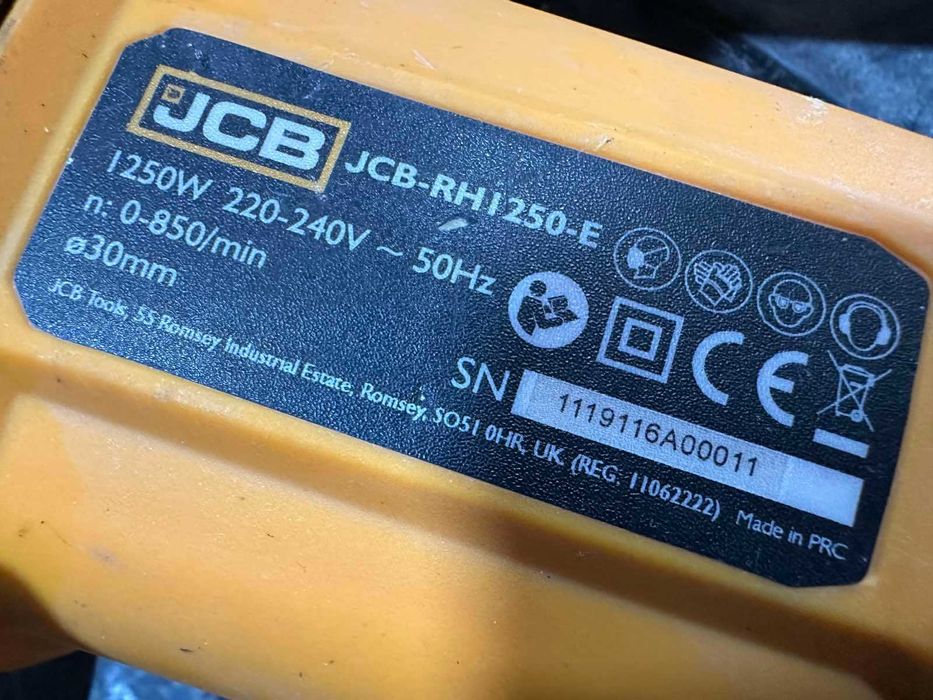 JCB
JCB-RH1250-E
1250W 220-240V ~ 50Hz
n: 0-850/min
ø30mm
CE
SN 1119116A00011
JCB Tools, 55 Romsey Industrial Estate, Romsey, SO51 0HR, UK. (REG. 11062222) Made in PRC